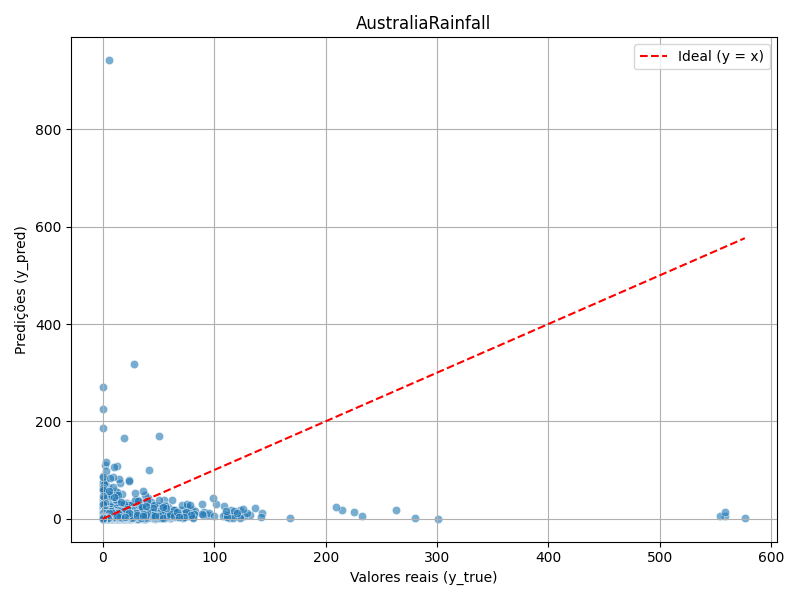 AustraliaRainfall
Ideal (y = x)
Predições (y_pred)
800
600
400
200
0
0 100 200 300 400 500 600
Valores reais (y_true)